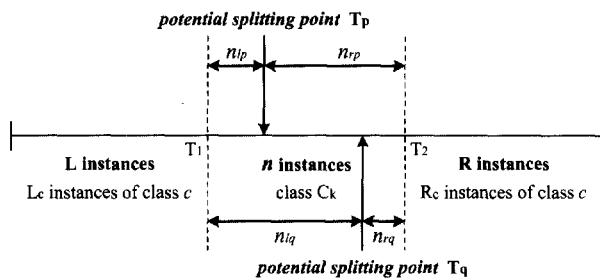 potential splitting point Tp
nlp nrp
T1 T2
L instances n instances R instances
Lc instances of class c class Ck Rc instances of class c
nlq nrq
potential splitting point Tq